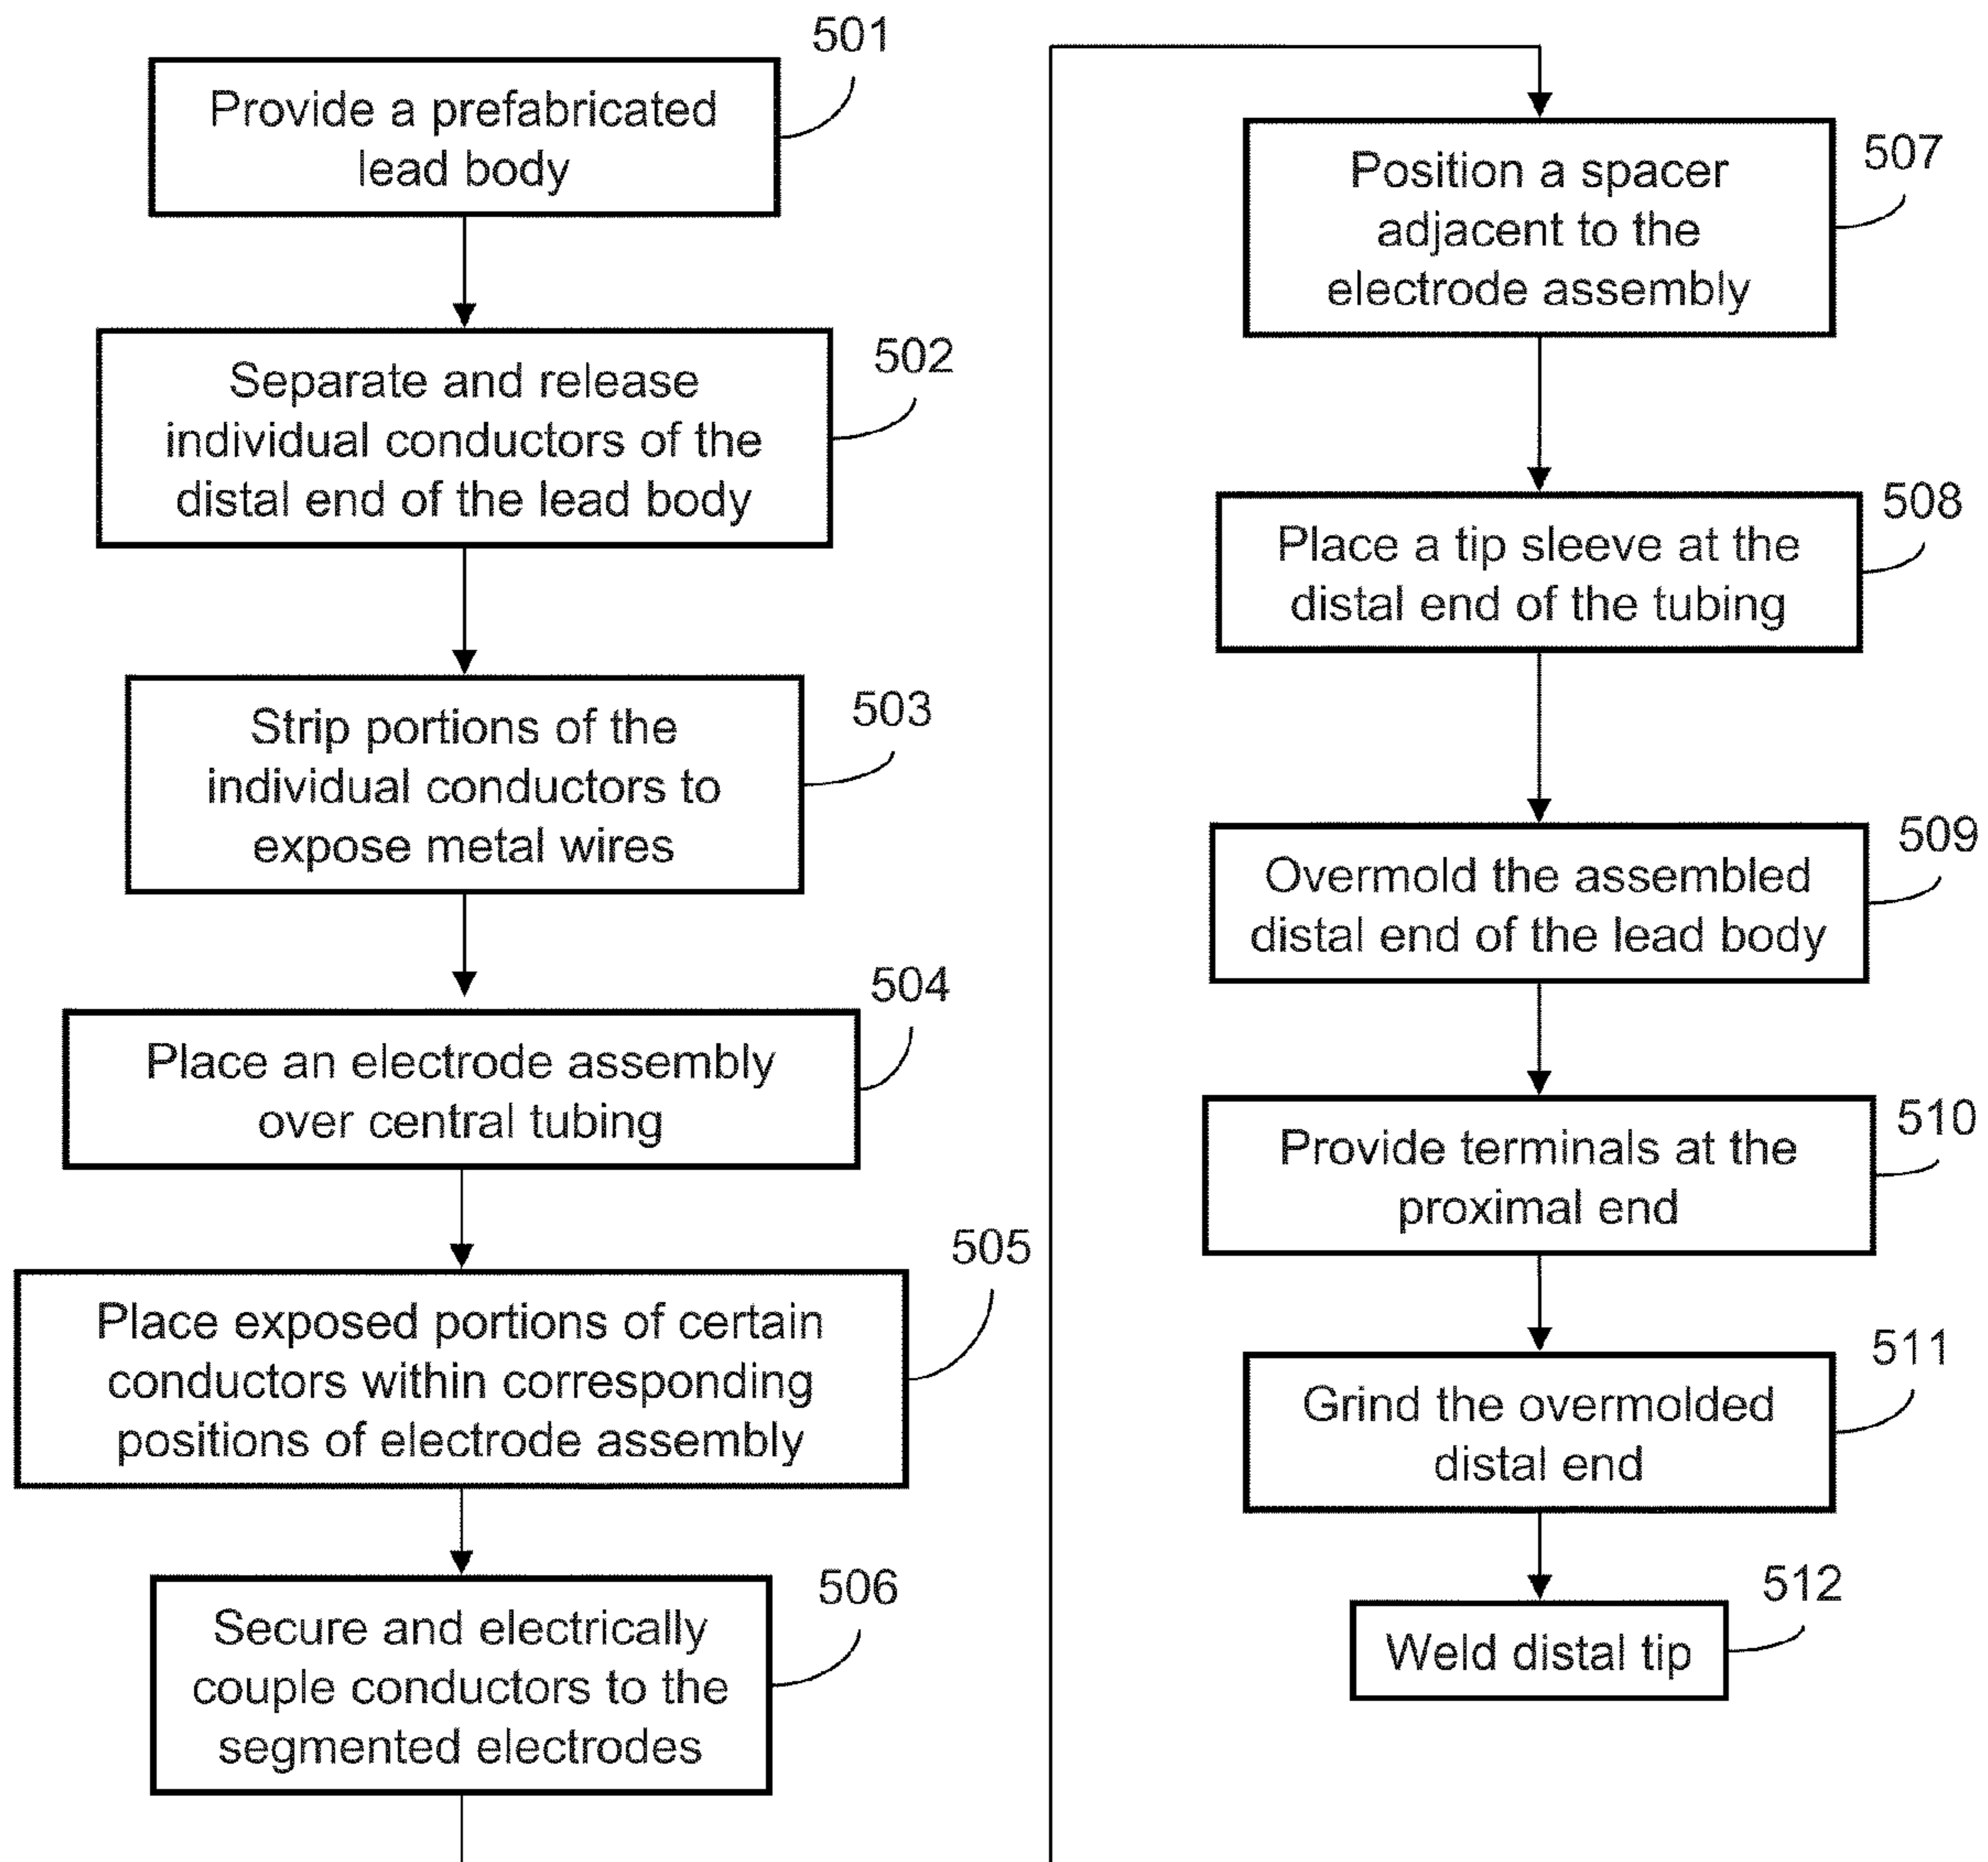 501
Provide a prefabricated
lead body
502
Separate and release
individual conductors of the
distal end of the lead body
503
Strip portions of the
individual conductors to
expose metal wires
504
Place an electrode assembly
over central tubing
505
Place exposed portions of certain
conductors within corresponding
positions of electrode assembly
506
Secure and electrically
couple conductors to the
segmented electrodes
507
Position a spacer
adjacent to the
electrode assembly
508
Place a tip sleeve at the
distal end of the tubing
509
Overmold the assembled
distal end of the lead body
510
Provide terminals at the
proximal end
511
Grind the overmolded
distal end
512
Weld distal tip